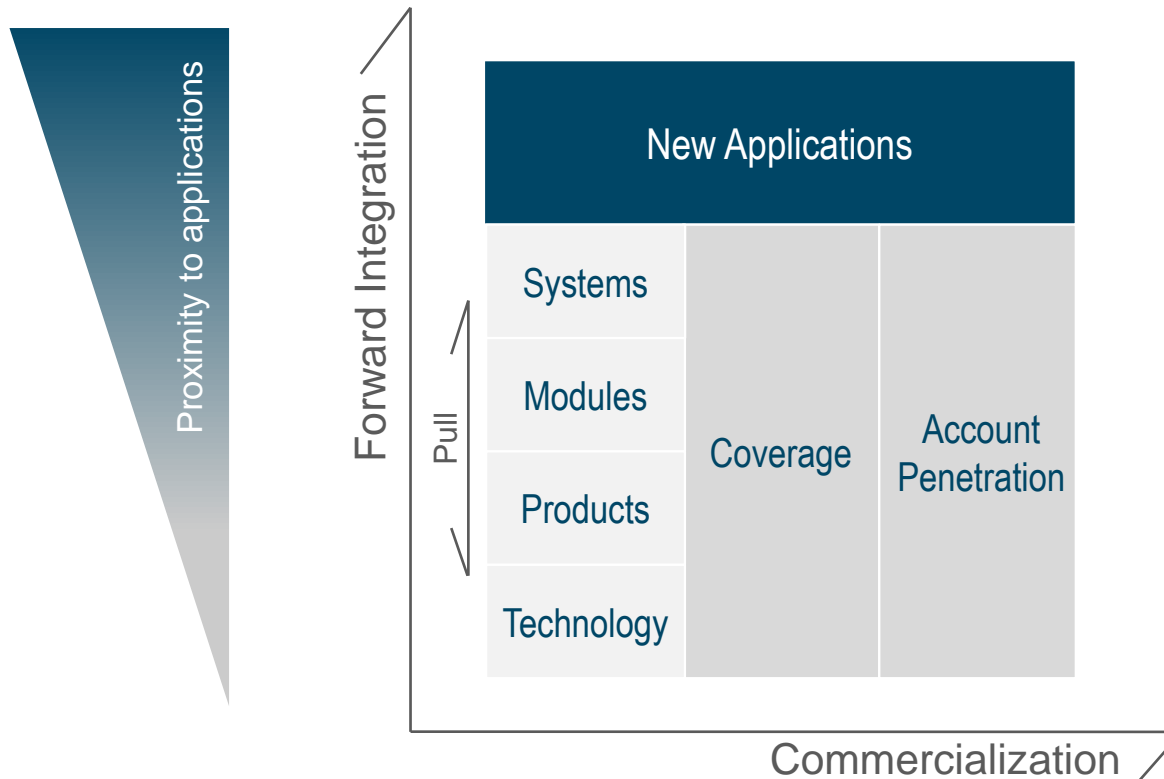 Proximity to applications
Forward Integration
Pull
New Applications
Systems
Modules
Products
Technology
Coverage
Account
Penetration
Commercialization